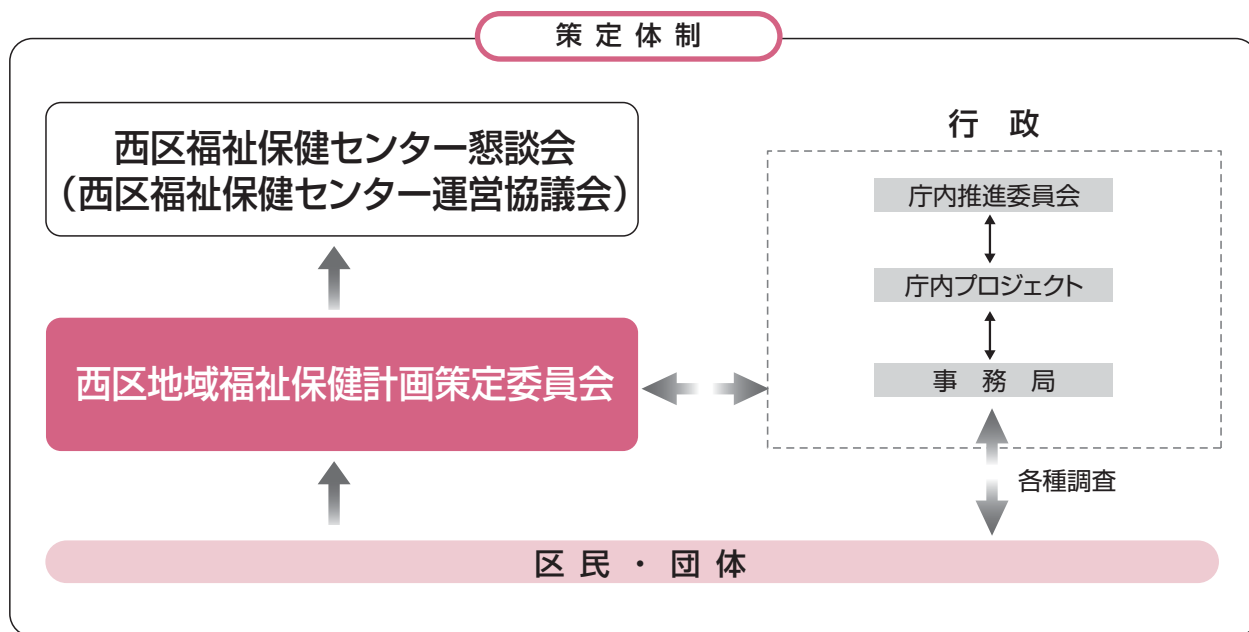 策定体制
西区福祉保健センター懇談会
（西区福祉保健センター運営協議会）
西区地域福祉保健計画策定委員会
行 政
庁内推進委員会
庁内プロジェクト
事 務 局
各種調査
区 民 ・ 団 体